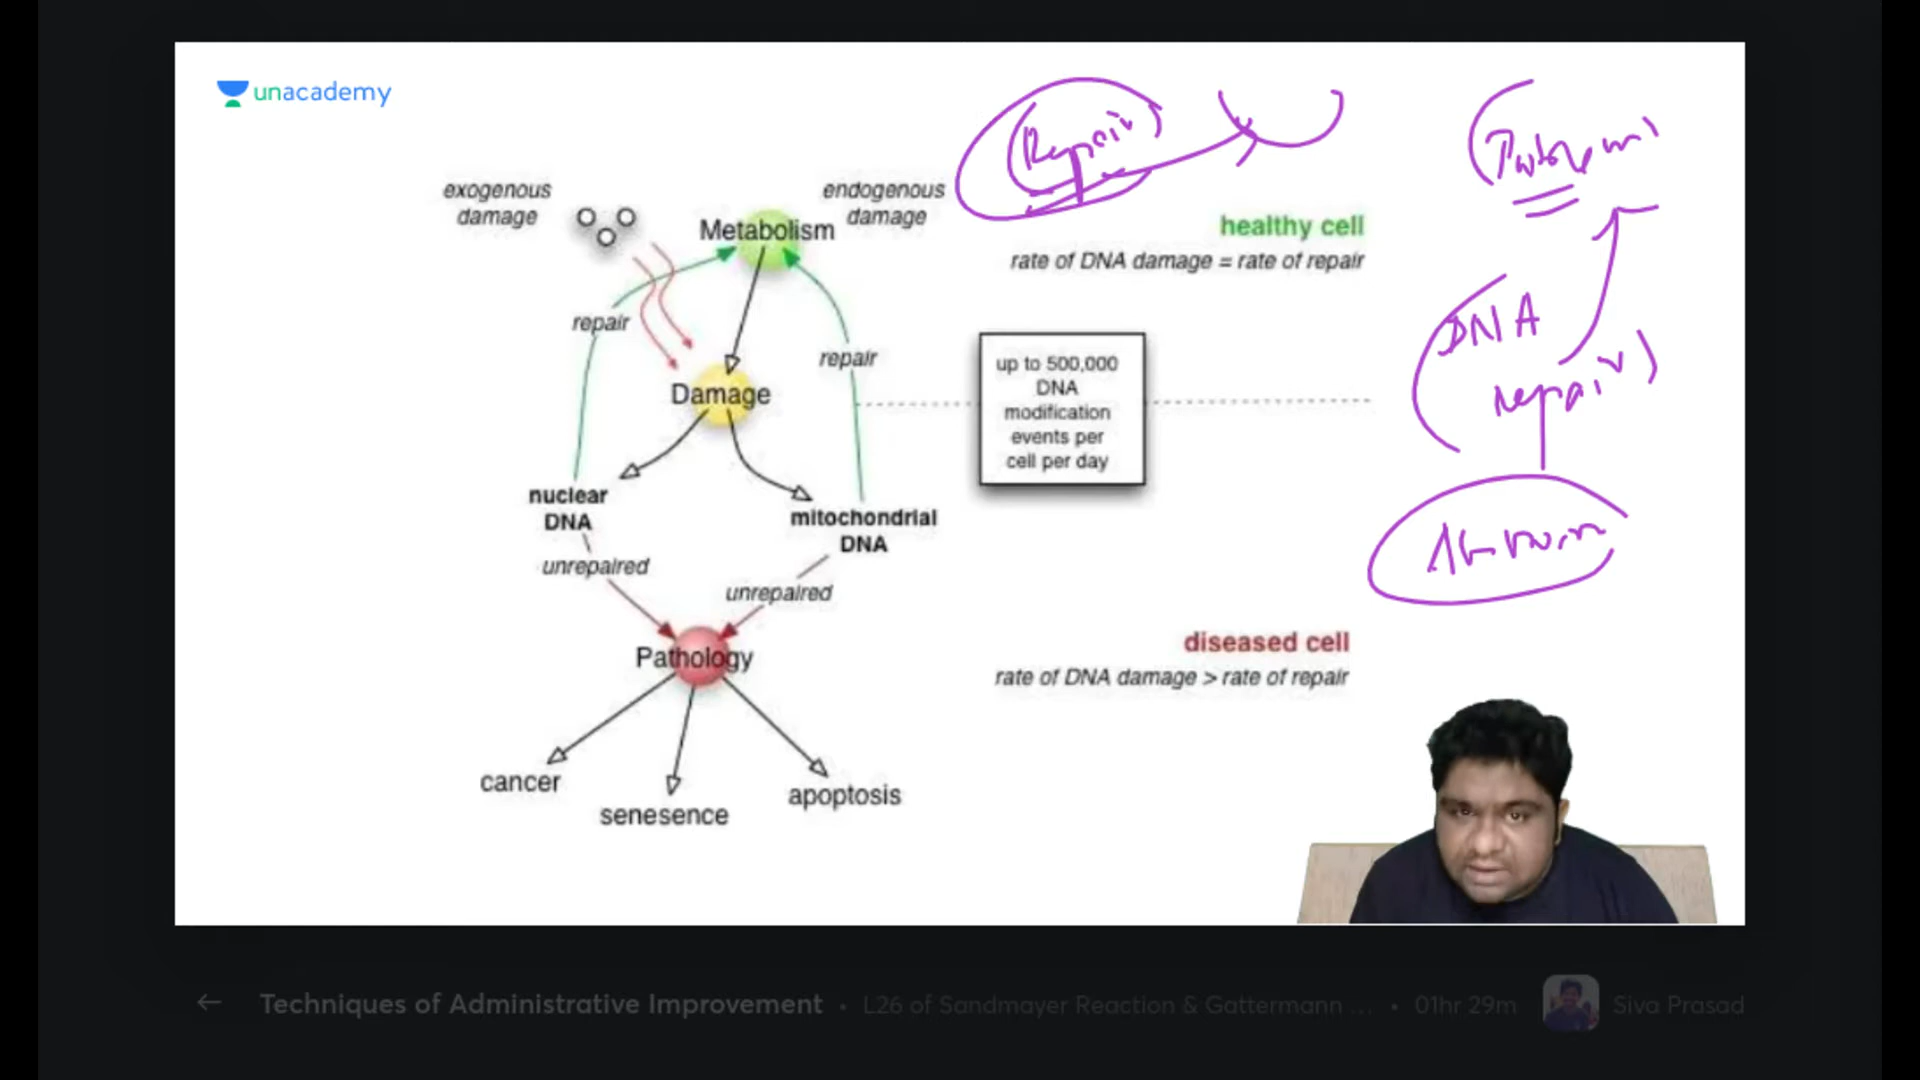 unacademy
exogenous
damage
endogenous
damage
Metabolism
repair
repair
Damage
nuclear
DNA
mitochondrial
DNA
unrepaired
unrepaired
Pathology
cancer
senesence
apoptosis
healthy cell
rate of DNA damage = rate of repair
up to 500,000
DNA
modification
events per
cell per day
diseased cell
rate of DNA damage > rate of repair
Repair
DNA
repair
Techniques of Administrative Improvement • L26 of Sandmayer Reaction & Gattermann ... • 01hr 29m
Siva Prasad